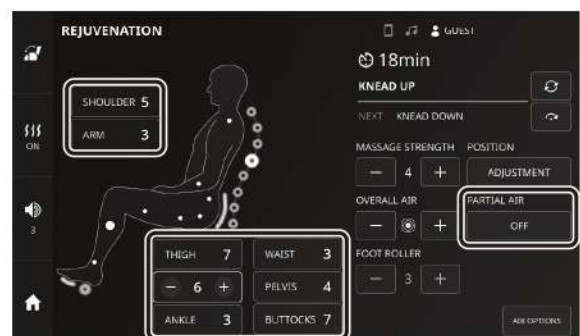 REJUVENATION
GUEST
18min
KNEAD UP
NEXT KNEAD DOWN
SHOULDER 5
ARM 3
ON
3
MASSAGE STRENGTH POSITION
− 4 + ADJUSTMENT
OVERALL AIR PARTIAL AIR
− + OFF
FOOT ROLLER
− 3 +
THIGH 7 WAIST 3
− 6 + PELVIS 4
ANKLE 3 BUTTOCKS 7
AIR OPTIONS